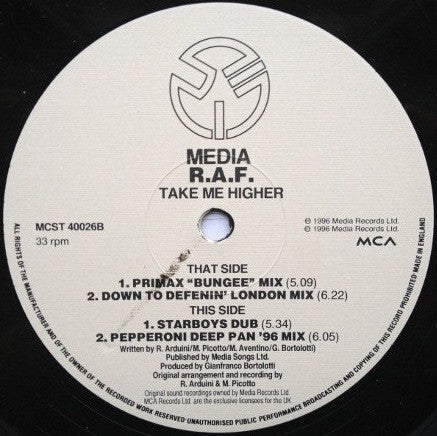 MEDIA
R.A.F.
TAKE ME HIGHER
MCST 40026B
33 rpm
℗ 1996 Media Records Ltd.
© 1996 Media Records Ltd.
MCA
THAT SIDE
1. PRIMAX "BUNGEE" MIX (5.09)
2. DOWN TO DEFENIN' LONDON MIX (6.22)
THIS SIDE
1. STARBOYS DUB (5.34)
2. PEPPERONI DEEP PAN '96 MIX (6.05)
Written by R. Arduini/M. Picotto/M. Aventino/G. Bortolotti)
Published by Media Songs Ltd.
Produced by Gianfranco Bortolotti
Original arrangement and recording by
R. Arduini & M. Picotto
Original sound recordings owned by Media Records Ltd.
MCA Records Ltd. are the exclusive licensees for the UK
ALL RIGHTS OF THE MANUFACTURER AND OF THE OWNER OF THE RECORDED WORK RESERVED UNAUTHORISED PUBLIC PERFORMANCE BROADCASTING AND COPYING OF THIS RECORD PROHIBITED MADE IN ENGLAND